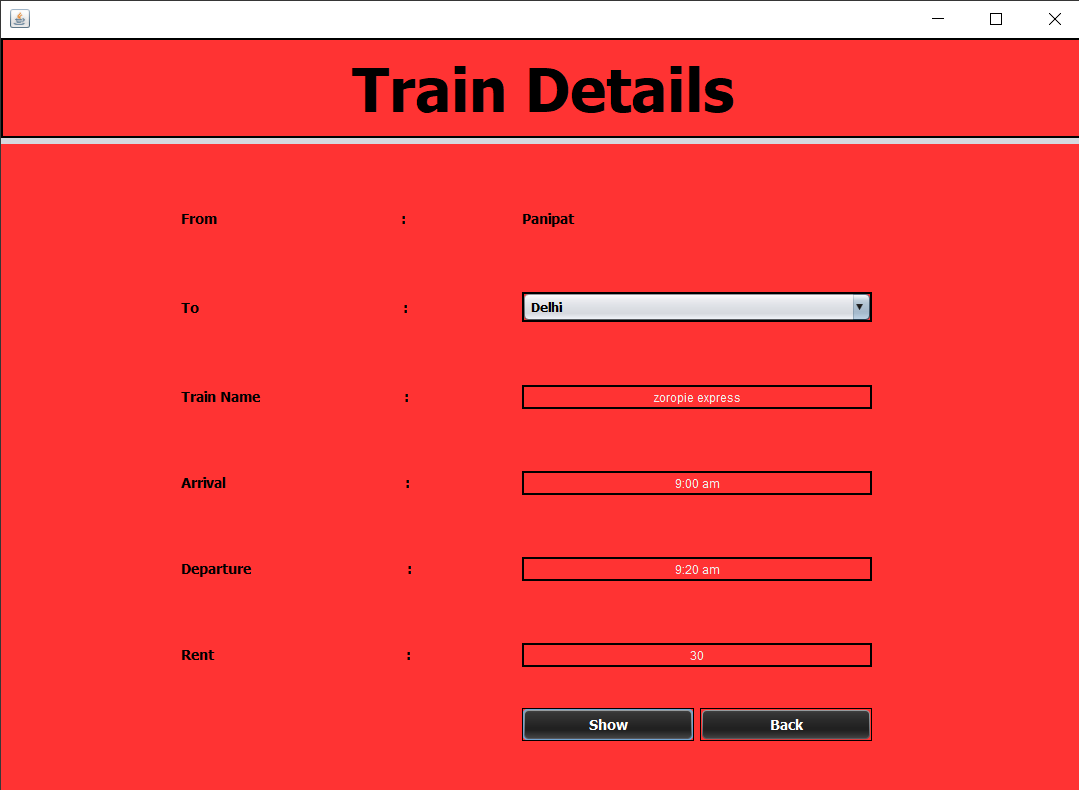 Train Details
From : Panipat
To : Delhi
Train Name : zoropie express
Arrival : 9:00 am
Departure : 9:20 am
Rent : 30
Show Back